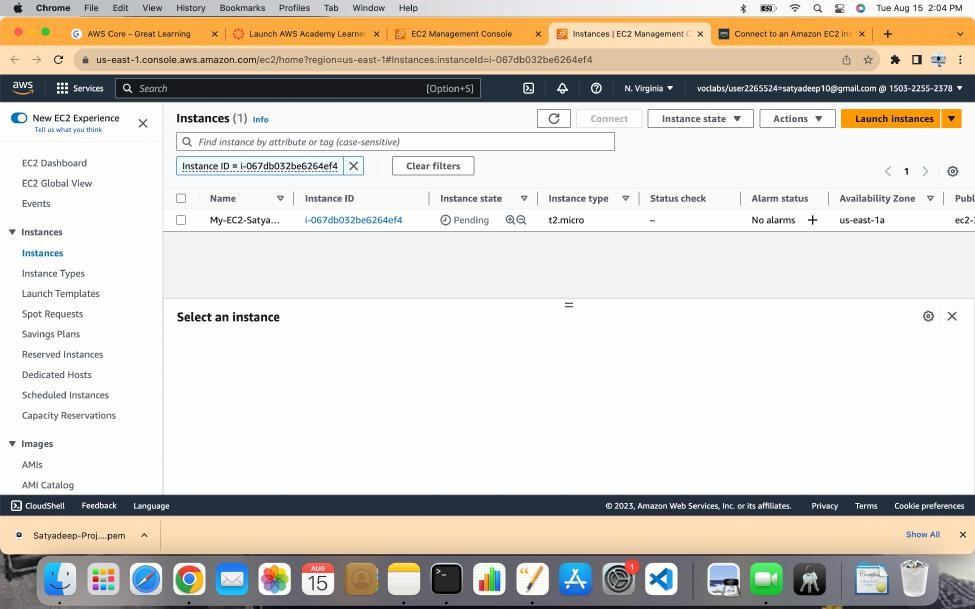 Chrome File Edit View History Bookmarks Profiles Tab Window Help Tue Aug 15 2:04 PM
AWS Core – Great Learning Launch AWS Academy Learner EC2 Management Console Instances | EC2 Management C Connect to an Amazon EC2 ins
us-east-1.console.aws.amazon.com/ec2/home?region=us-east-1#Instances:instanceId=i-067db032be6264ef4
aws Services Search [Option+S] N. Virginia voclabs/user2265524=satyadeep10@gmail.com @ 1503-2255-2378
New EC2 Experience
Tell us what you think
EC2 Dashboard
EC2 Global View
Events
Instances
Instances
Instance Types
Launch Templates
Spot Requests
Savings Plans
Reserved Instances
Dedicated Hosts
Scheduled Instances
Capacity Reservations
Images
AMIs
AMI Catalog
Instances (1) Info Connect Instance state Actions Launch instances
Find instance by attribute or tag (case-sensitive)
Instance ID = i-067db032be6264ef4 Clear filters 1
Name Instance ID Instance state Instance type Status check Alarm status Availability Zone Publ
My-EC2-Satya... i-067db032be6264ef4 Pending t2.micro – No alarms + us-east-1a ec2-
Select an instance
CloudShell Feedback Language © 2023, Amazon Web Services, Inc. or its affiliates. Privacy Terms Cookie preferences
Satyadeep-Proj....pem Show All
AUG
15
1